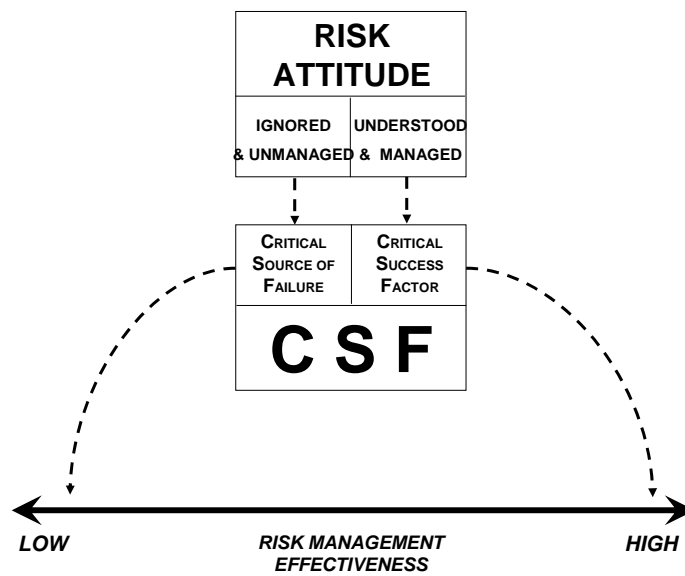 RISK
ATTITUDE
IGNORED
& UNMANAGED
UNDERSTOOD
& MANAGED
CRITICAL
SOURCE OF
FAILURE
CRITICAL
SUCCESS
FACTOR
C S F
LOW
RISK MANAGEMENT
EFFECTIVENESS
HIGH